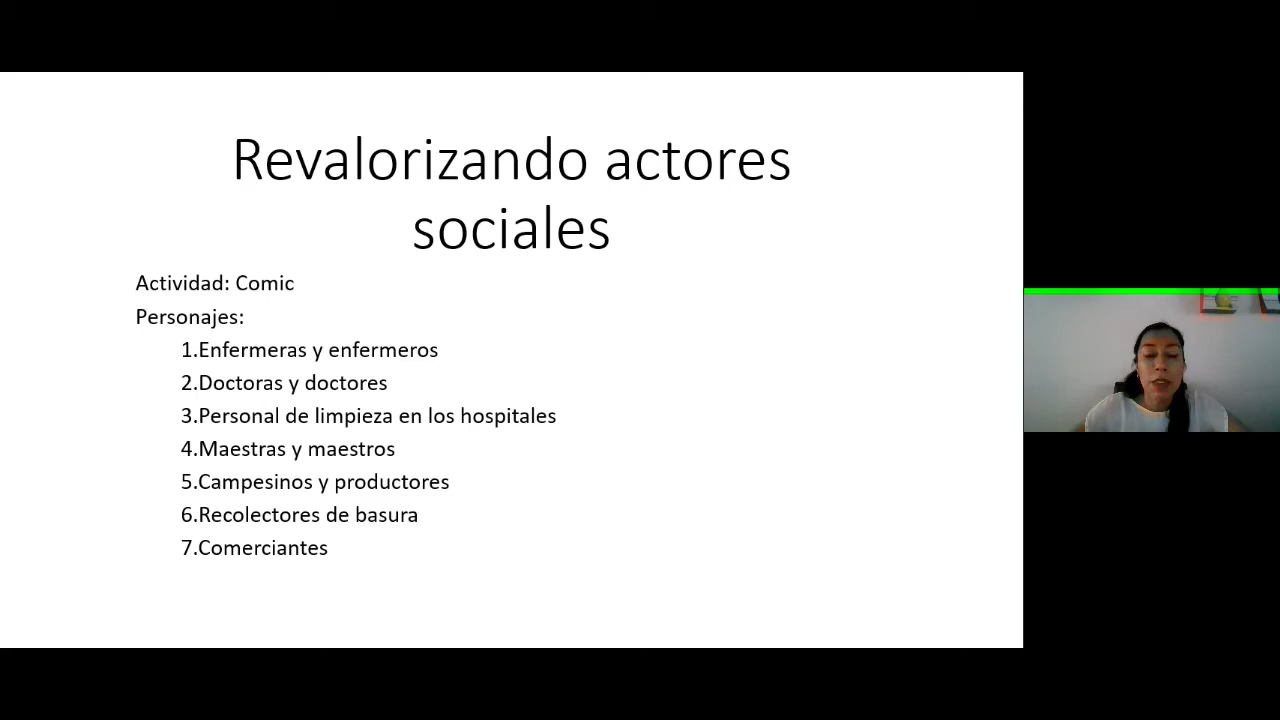 Revalorizando actores
sociales
Actividad: Comic
Personajes:
1.Enfermeras y enfermeros
2.Doctoras y doctores
3.Personal de limpieza en los hospitales
4.Maestras y maestros
5.Campesinos y productores
6.Recolectores de basura
7.Comerciantes